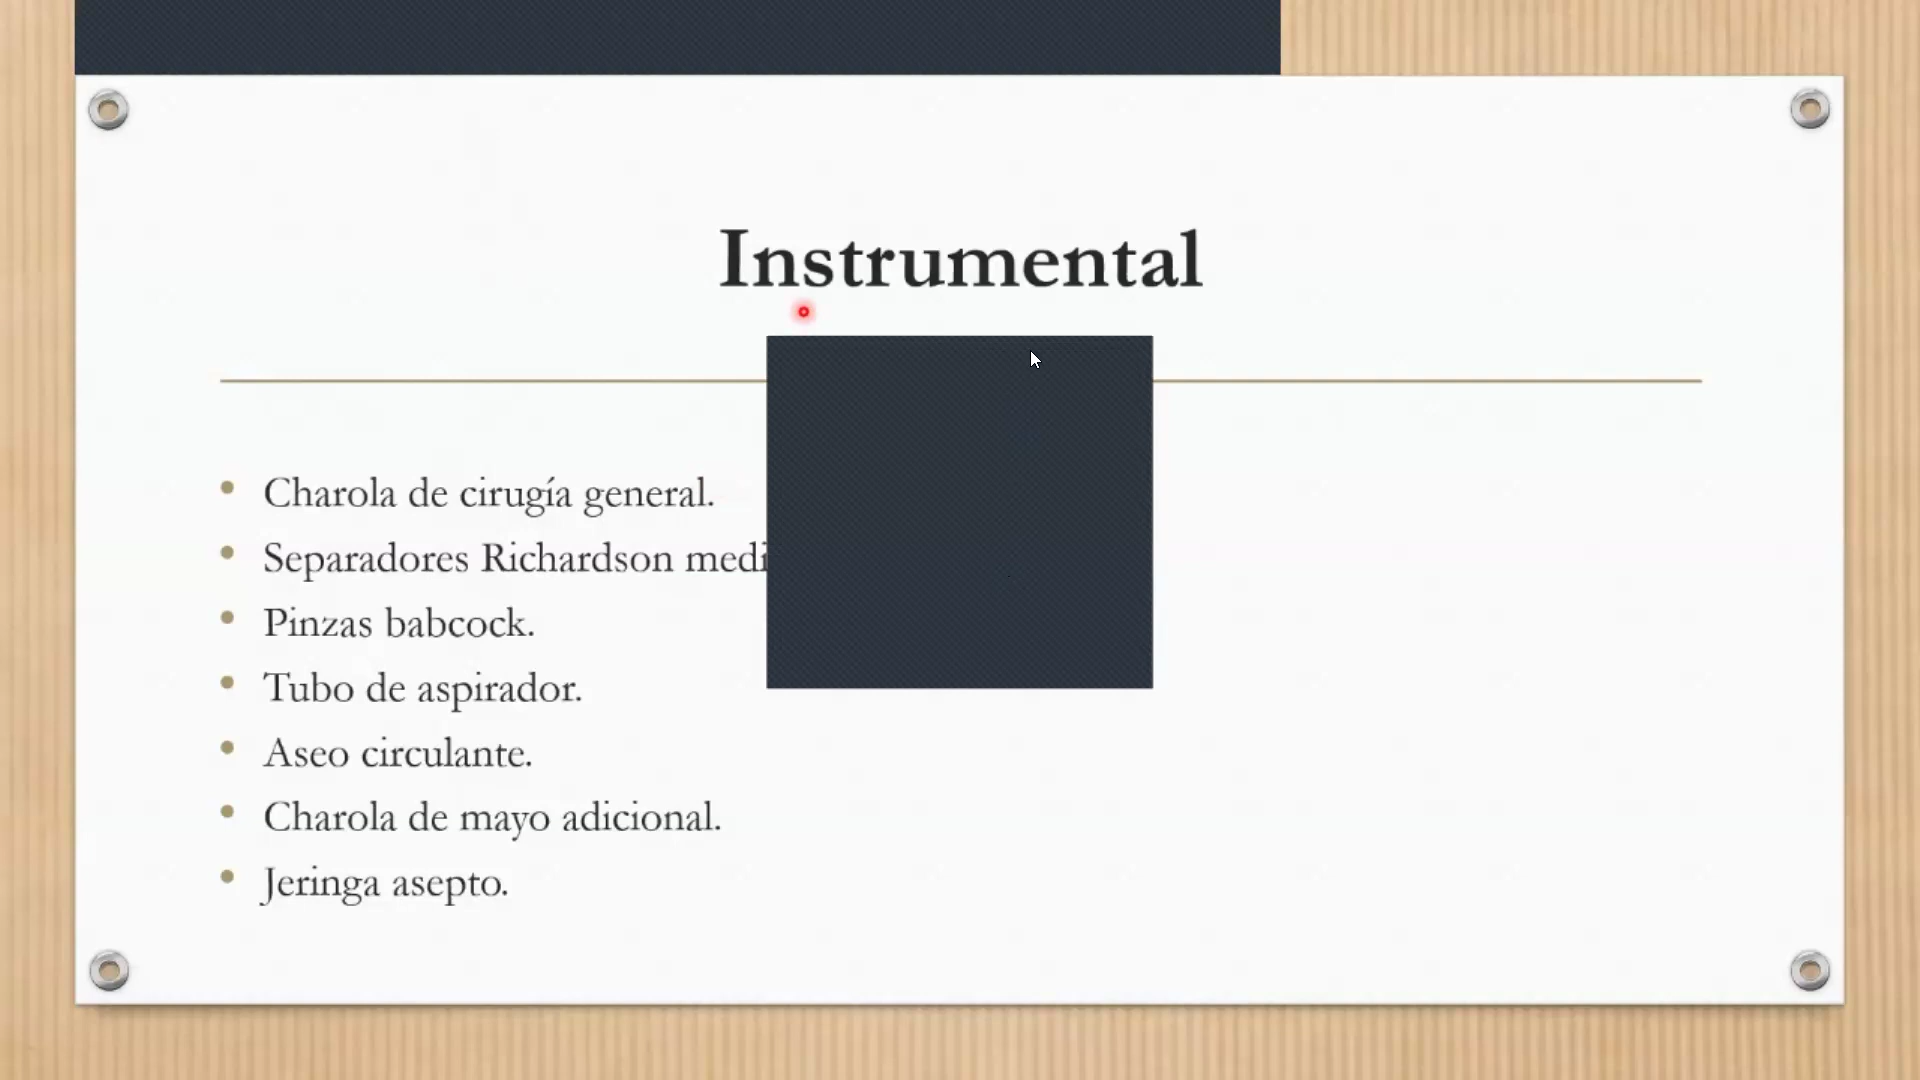 Instrumental
Charola de cirugía general.
Separadores Richardson
Pinzas babcock.
Tubo de aspirador.
Aseo circulante.
Charola de mayo adicional.
Jeringa asepto.